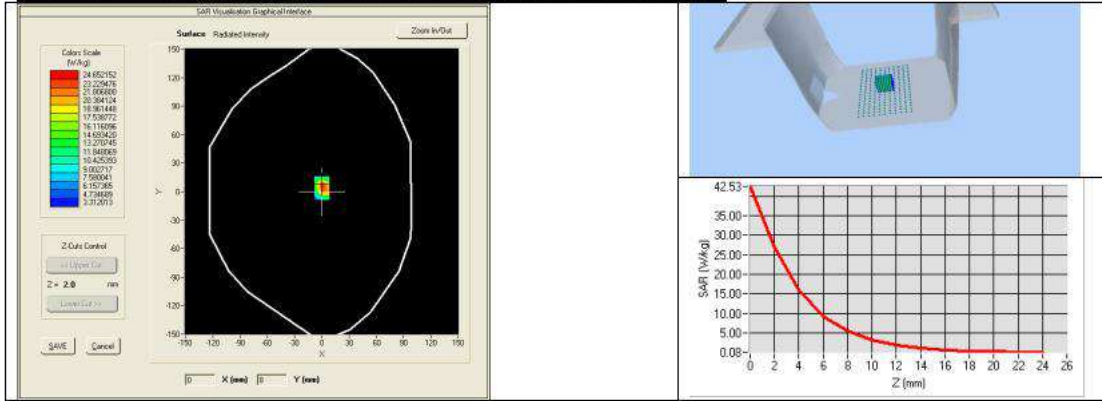 SAR Visualisation Graphical Interface
Surface Radiated Intensity
Zoom In/Out
Colors Scale
(W/kg)
24.652152
23.229476
21.806800
20.384124
18.961448
17.538772
16.116096
14.693420
13.270745
11.848069
10.425393
9.002717
7.580041
6.157365
4.734689
3.312013
150
120
90
60
30
0
-30
-60
-90
-120
-150
Y
-150 -120 -90 -60 -30 0 30 60 90 120 150
X
Z-Cuts Control
<< Upper Cut
Z = 2.0 mm
Lower Cut >>
SAVE Cancel
0 X (mm) 0 Y (mm)
42.53
35.00
30.00
25.00
20.00
15.00
10.00
5.00
0.08
SAR (W/kg)
0 2 4 6 8 10 12 14 16 18 20 22 24 26
Z (mm)